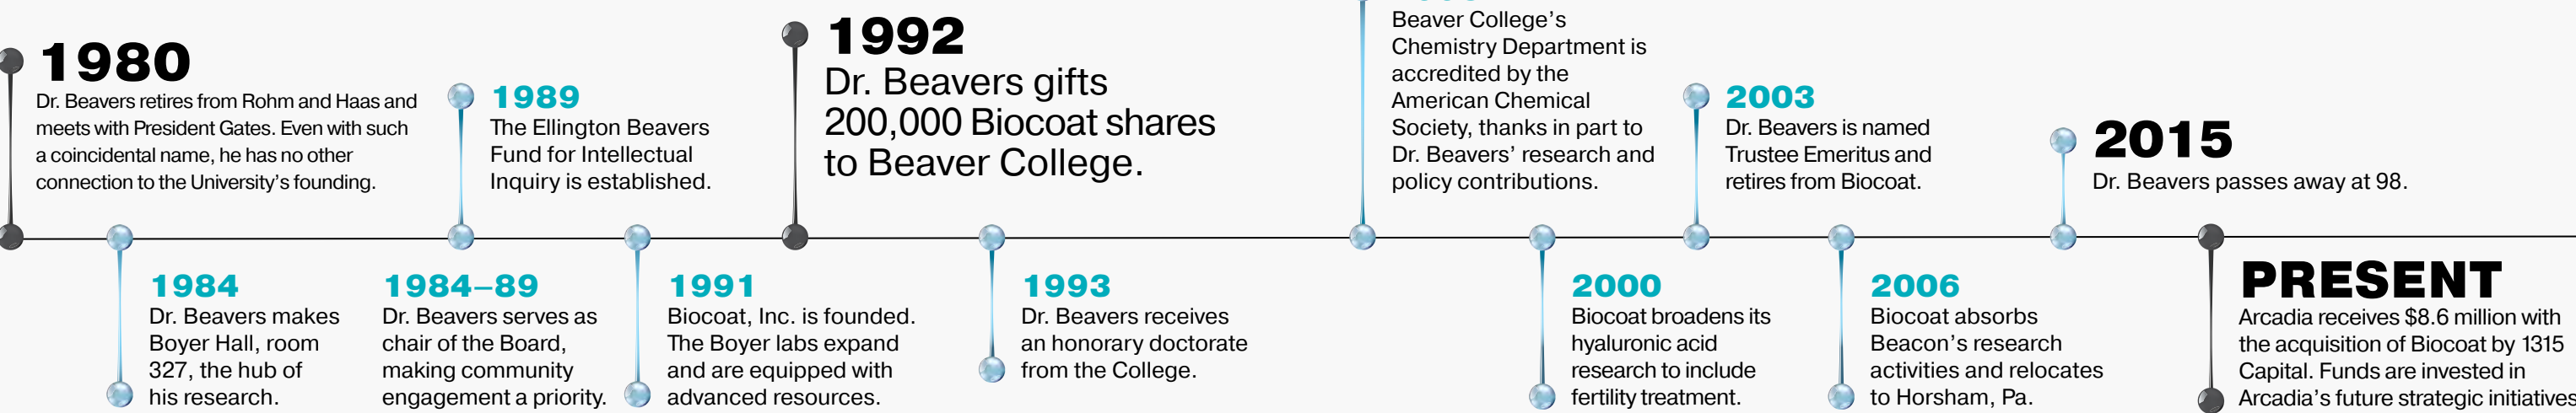 1980
Dr. Beavers retires from Rohm and Haas and
meets with President Gates. Even with such
a coincidental name, he has no other
connection to the University’s founding.
1984
Dr. Beavers makes
Boyer Hall, room
327, the hub of
his research.
1984–89
Dr. Beavers serves as
chair of the Board,
making community
engagement a priority.
1989
The Ellington Beavers
Fund for Intellectual
Inquiry is established.
1991
Biocoat, Inc. is founded.
The Boyer labs expand
and are equipped with
advanced resources.
1992
Dr. Beavers gifts
200,000 Biocoat shares
to Beaver College.
1993
Dr. Beavers receives
an honorary doctorate
from the College.
Beaver College’s
Chemistry Department is
accredited by the
American Chemical
Society, thanks in part to
Dr. Beavers’ research and
policy contributions.
2000
Biocoat broadens its
hyaluronic acid
research to include
fertility treatment.
2003
Dr. Beavers is named
Trustee Emeritus and
retires from Biocoat.
2006
Biocoat absorbs
Beacon’s research
activities and relocates
to Horsham, Pa.
2015
Dr. Beavers passes away at 98.
PRESENT
Arcadia receives $8.6 million with
the acquisition of Biocoat by 1315
Capital. Funds are invested in
Arcadia’s future strategic initiatives